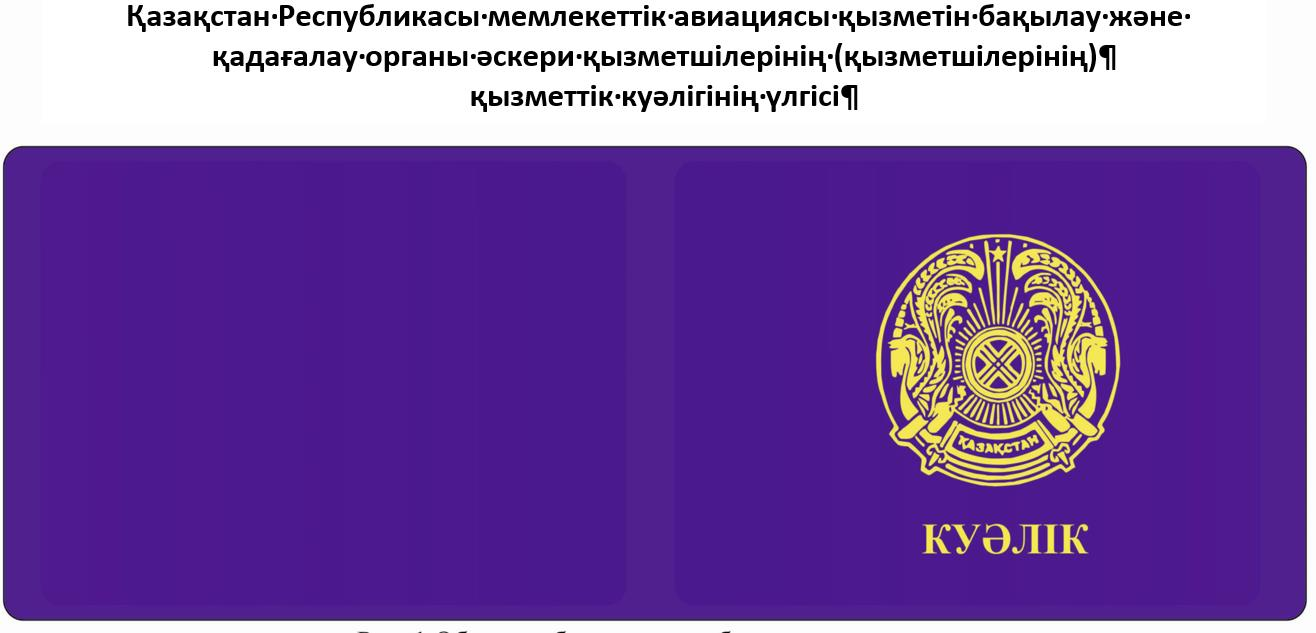 Қазақстан·Республикасы·мемлекеттік·авиациясы·қызметін·бақылау·және·
қадағалау·органы·әскери·қызметшілерінің·(қызметшілерінің)¶
қызметтік·куәлігінің·үлгісі¶
ҚАЗАҚСТАН
КУӘЛІК